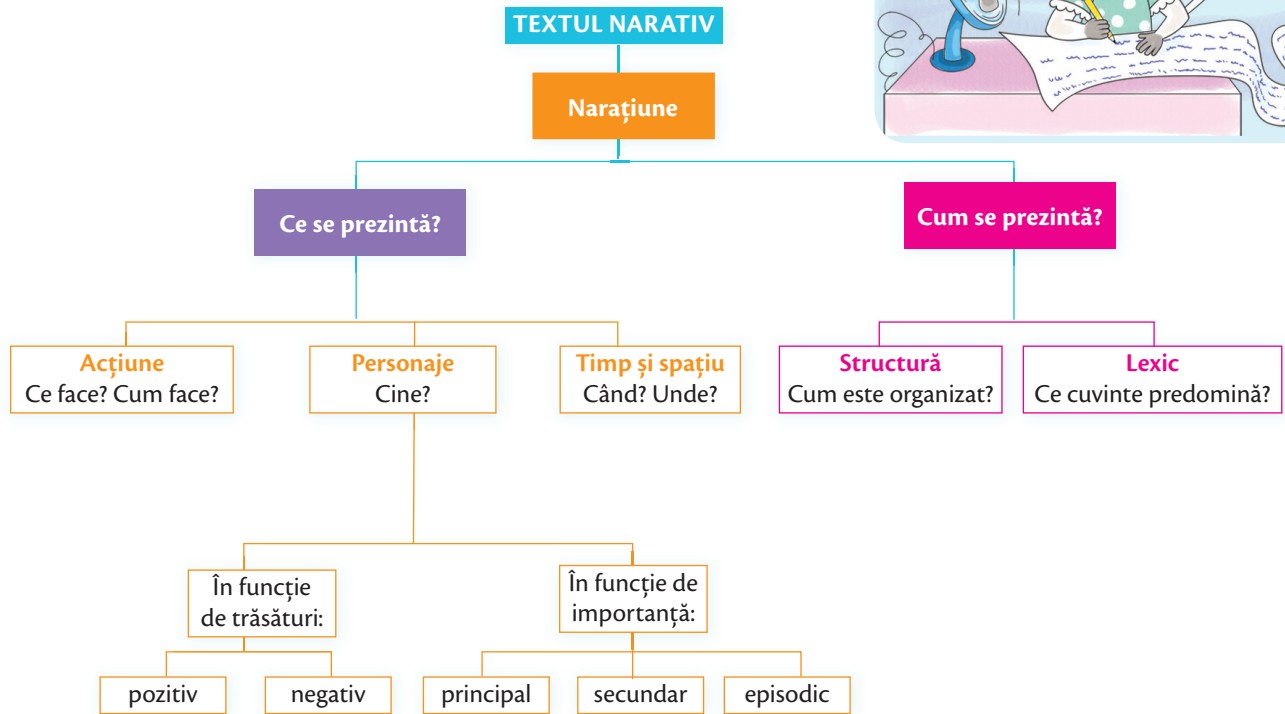 TEXTUL NARATIV
Narațiune
Ce se prezintă?
Cum se prezintă?
Acțiune
Ce face? Cum face?
Personaje
Cine?
Timp și spațiu
Când? Unde?
Structură
Cum este organizat?
Lexic
Ce cuvinte predomină?
În funcție
de trăsături:
În funcție de
importanță:
pozitiv
negativ
principal
secundar
episodic